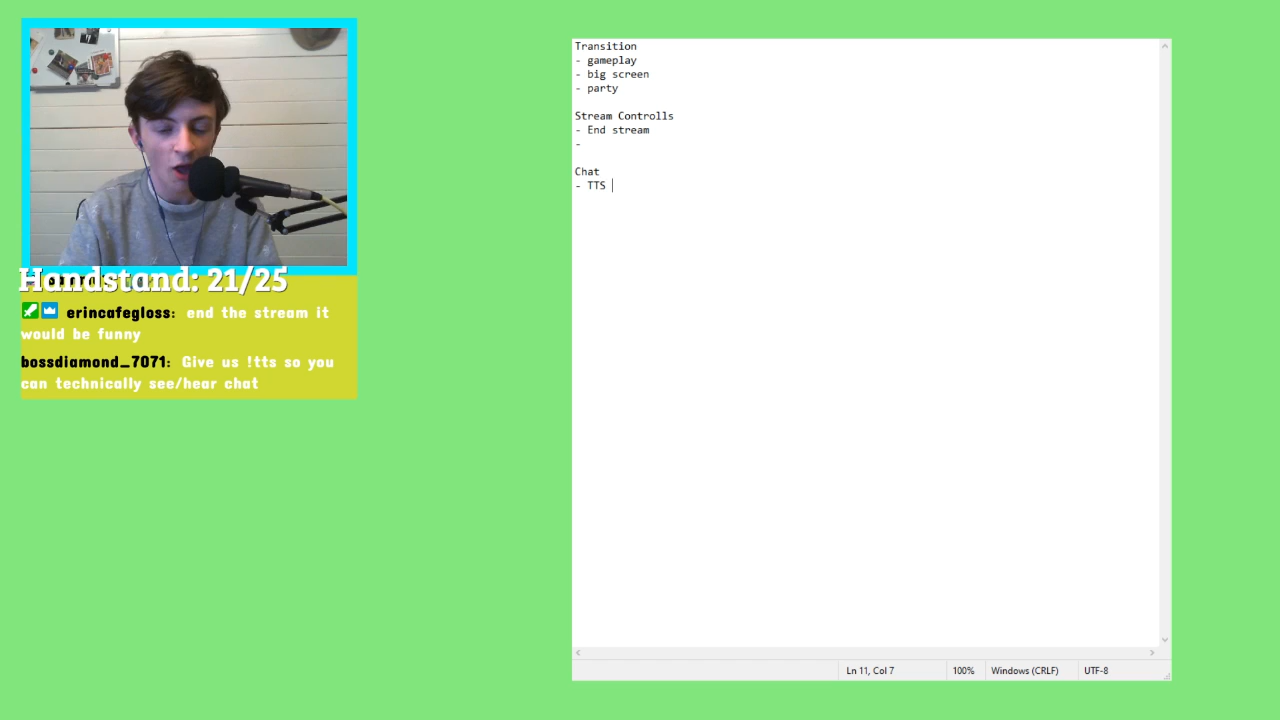 Handstand: 21/25
erincafegloss: end the stream it
would be funny
bossdiamond_7071: Give us !tts so you
can technically see/hear chat
Transition
- gameplay
- big screen
- party
Stream Controlls
- End stream
-
Chat
- TTS
Ln 11, Col 7
100%
Windows (CRLF)
UTF-8